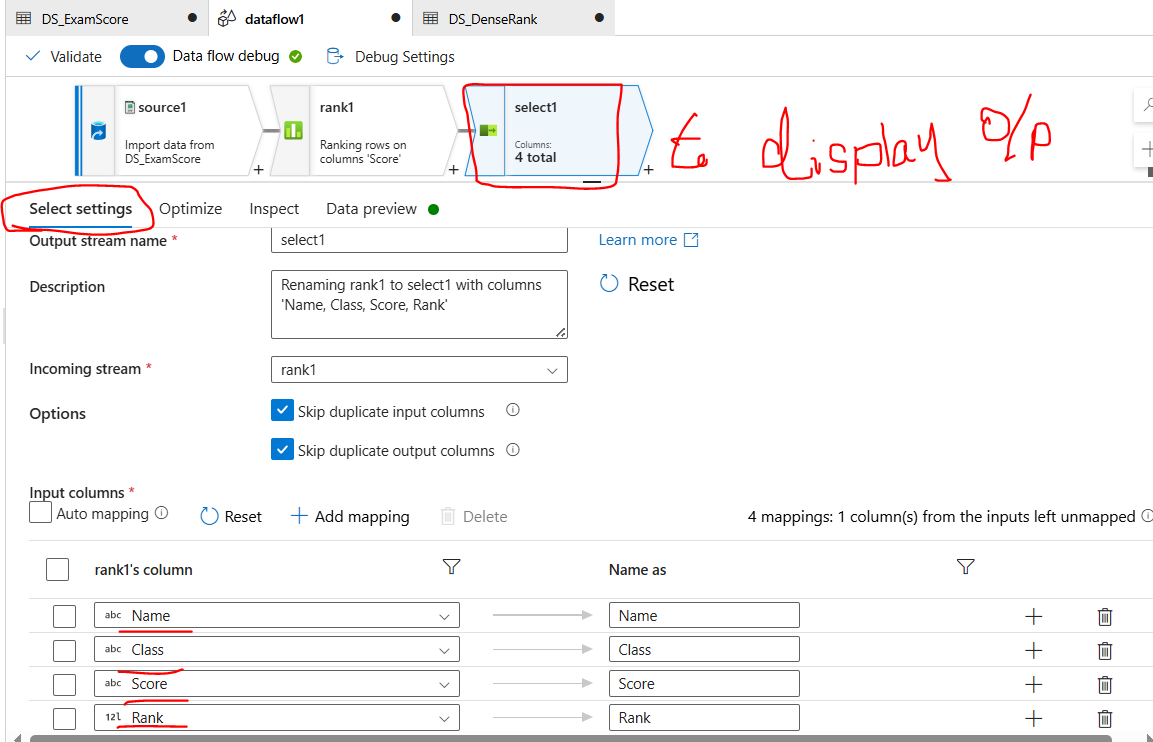 DS_ExamScore dataflow1 DS_DenseRank
Validate Data flow debug Debug Settings
source1 rank1 select1
Import data from Ranking rows on Columns:
DS_ExamScore columns 'Score' 4 total
+ + +
to display O/P
Select settings Optimize Inspect Data preview
Output stream name * select1 Learn more
Description Renaming rank1 to select1 with columns Reset
'Name, Class, Score, Rank'
Incoming stream * rank1
Options Skip duplicate input columns
Skip duplicate output columns
Input columns *
Auto mapping Reset Add mapping Delete 4 mappings: 1 column(s) from the inputs left unmapped
rank1's column Name as
abc Name Name
abc Class Class
abc Score Score
12l Rank Rank